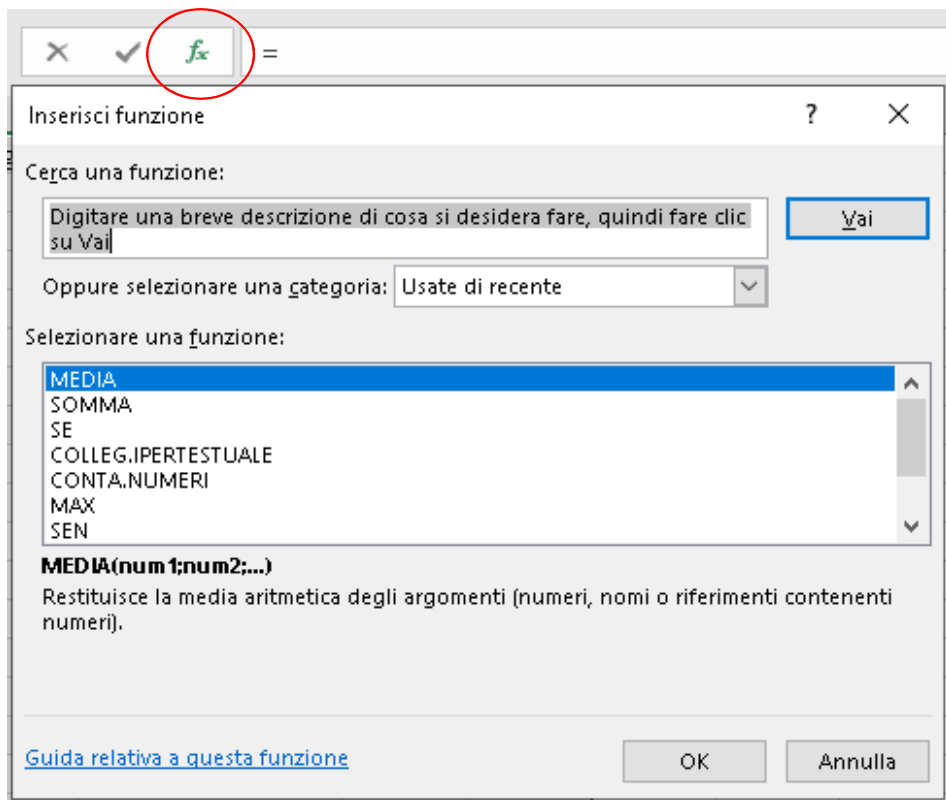 fx =
Inserisci funzione ?
Cerca una funzione:
Digitare una breve descrizione di cosa si desidera fare, quindi fare clic
su Vai
Vai
Oppure selezionare una categoria: Usate di recente
Selezionare una funzione:
MEDIA
SOMMA
SE
COLLEG.IPERTESTUALE
CONTA.NUMERI
MAX
SEN
MEDIA(num1;num2;...)
Restituisce la media aritmetica degli argomenti (numeri, nomi o riferimenti contenenti
numeri).
Guida relativa a questa funzione
OK
Annulla